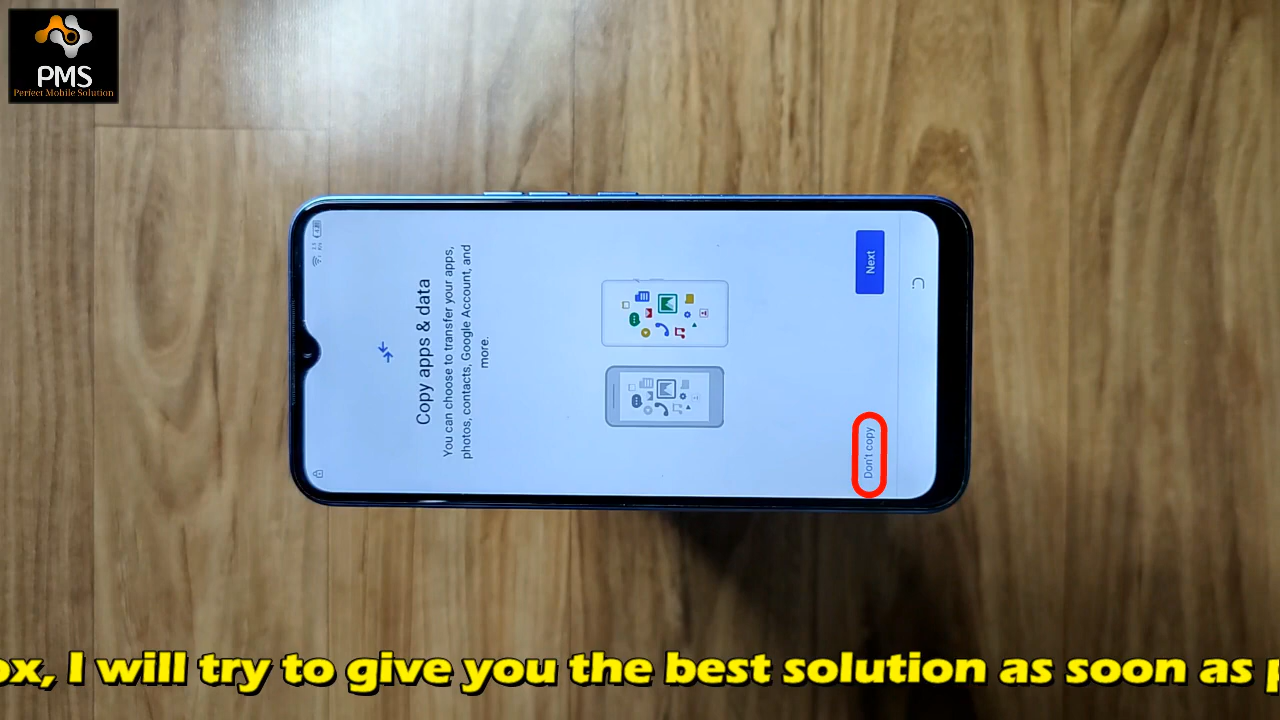 PMS
Perfect Mobile Solution
Copy apps & data
You can choose to transfer your apps,
photos, contacts, Google Account, and
more.
Don't copy
Next
ox, I will try to give you the best solution as soon as p